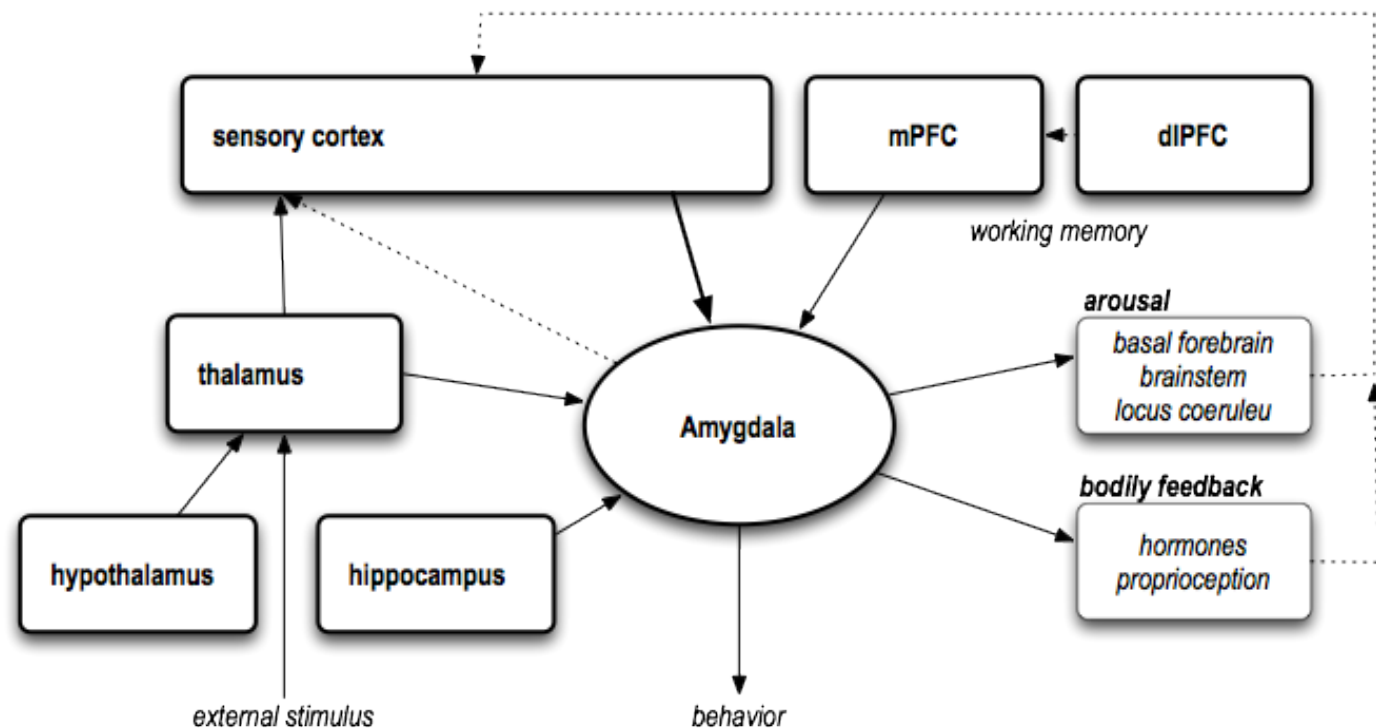 sensory cortex
mPFC
dlPFC
working memory
arousal
basal forebrain
brainstem
locus coeruleu
thalamus
Amygdala
bodily feedback
hormones
proprioception
hypothalamus
hippocampus
external stimulus
behavior